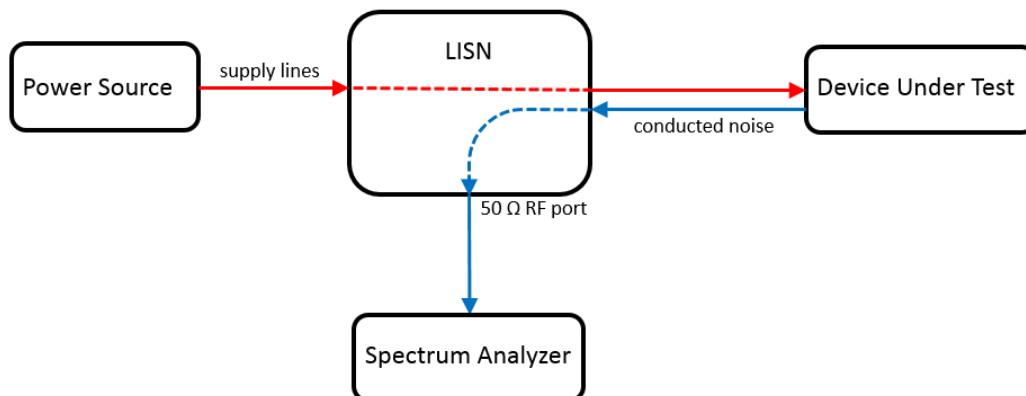 LISN
Power Source
supply lines
Device Under Test
conducted noise
50 Ω RF port
Spectrum Analyzer